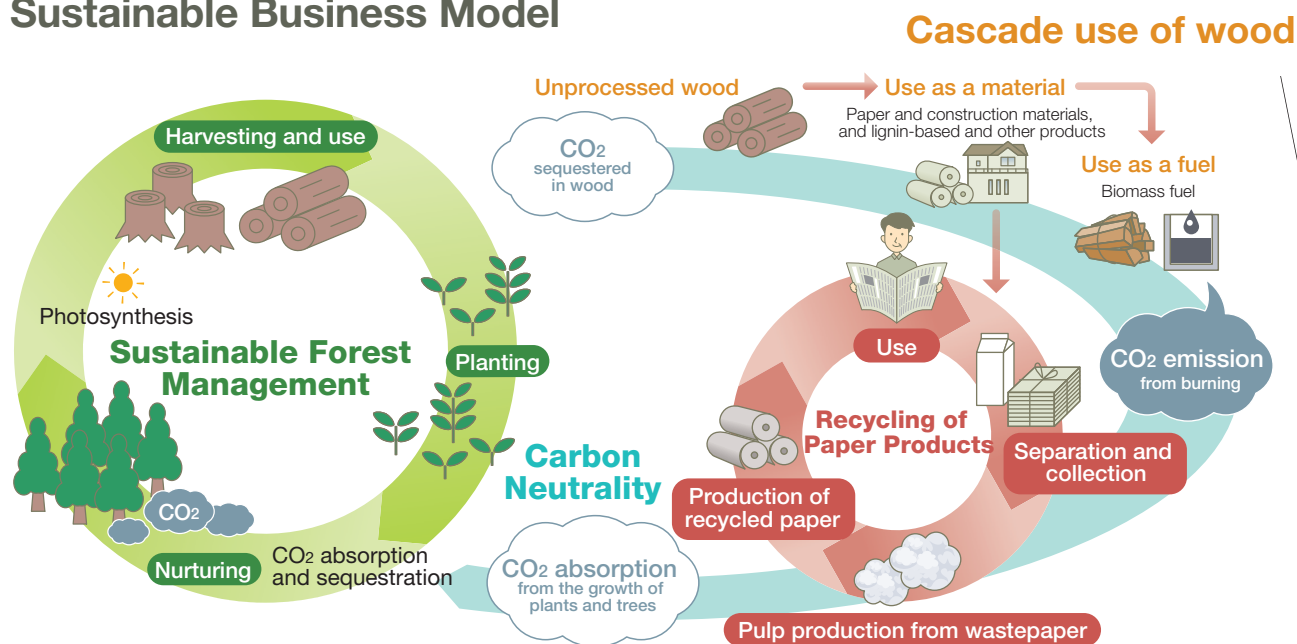 Sustainable Business Model
Cascade use of wood
Unprocessed wood
Use as a material
Paper and construction materials,
and lignin-based and other products
Use as a fuel
Biomass fuel
CO2
sequestered
in wood
Harvesting and use
Photosynthesis
Sustainable Forest
Management
Planting
CO2
Nurturing
CO2 absorption
and sequestration
Carbon
Neutrality
CO2 absorption
from the growth of
plants and trees
Use
Recycling of
Paper Products
Separation and
collection
Production of
recycled paper
Pulp production from wastepaper
CO2 emission
from burning